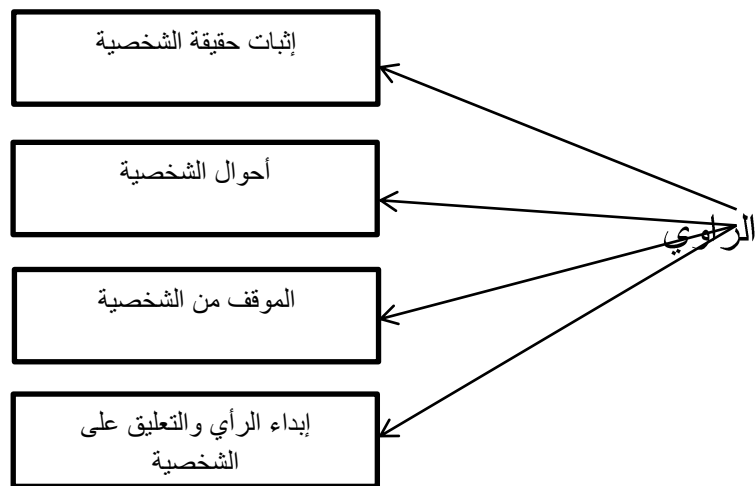 إثبات حقيقة الشخصية
أحوال الشخصية
الراوي
الموقف من الشخصية
إبداء الرأي والتعليق على
الشخصية